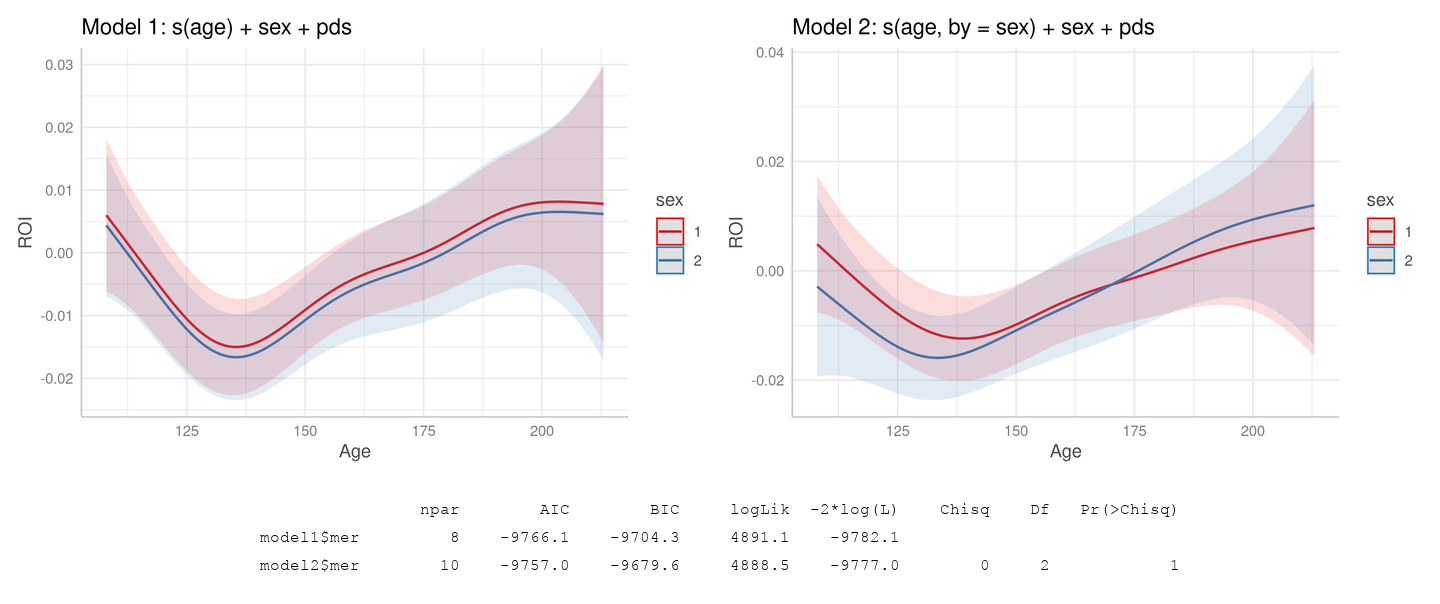 Model 1: s(age) + sex + pds
0.03
0.02
0.01
0.00
-0.01
-0.02
ROI
125 150 175 200
Age
sex
1
2
Model 2: s(age, by = sex) + sex + pds
0.04
0.02
0.00
-0.02
ROI
125 150 175 200
Age
sex
1
2
npar AIC BIC logLik -2*log(L) Chisq Df Pr(>Chisq)
model1$mer 8 -9766.1 -9704.3 4891.1 -9782.1
model2$mer 10 -9757.0 -9679.6 4888.5 -9777.0 0 2 1